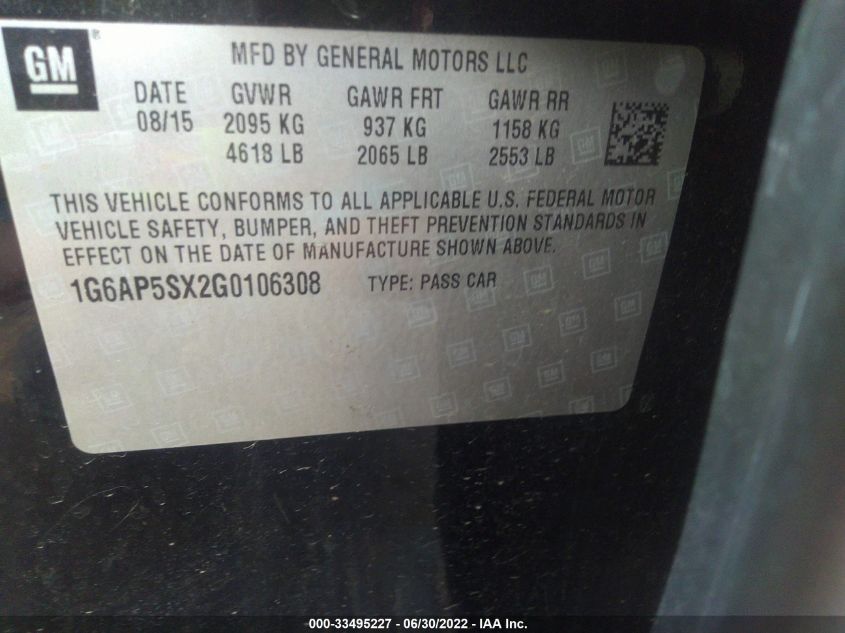 GM ®
MFD BY GENERAL MOTORS LLC
DATE GVWR GAWR FRT GAWR RR
08/15 2095 KG 937 KG 1158 KG
4618 LB 2065 LB 2553 LB
THIS VEHICLE CONFORMS TO ALL APPLICABLE U.S. FEDERAL MOTOR
VEHICLE SAFETY, BUMPER, AND THEFT PREVENTION STANDARDS IN
EFFECT ON THE DATE OF MANUFACTURE SHOWN ABOVE.
1G6AP5SX2G0106308 TYPE: PASS CAR
000-33495227 - 06/30/2022 - IAA Inc.